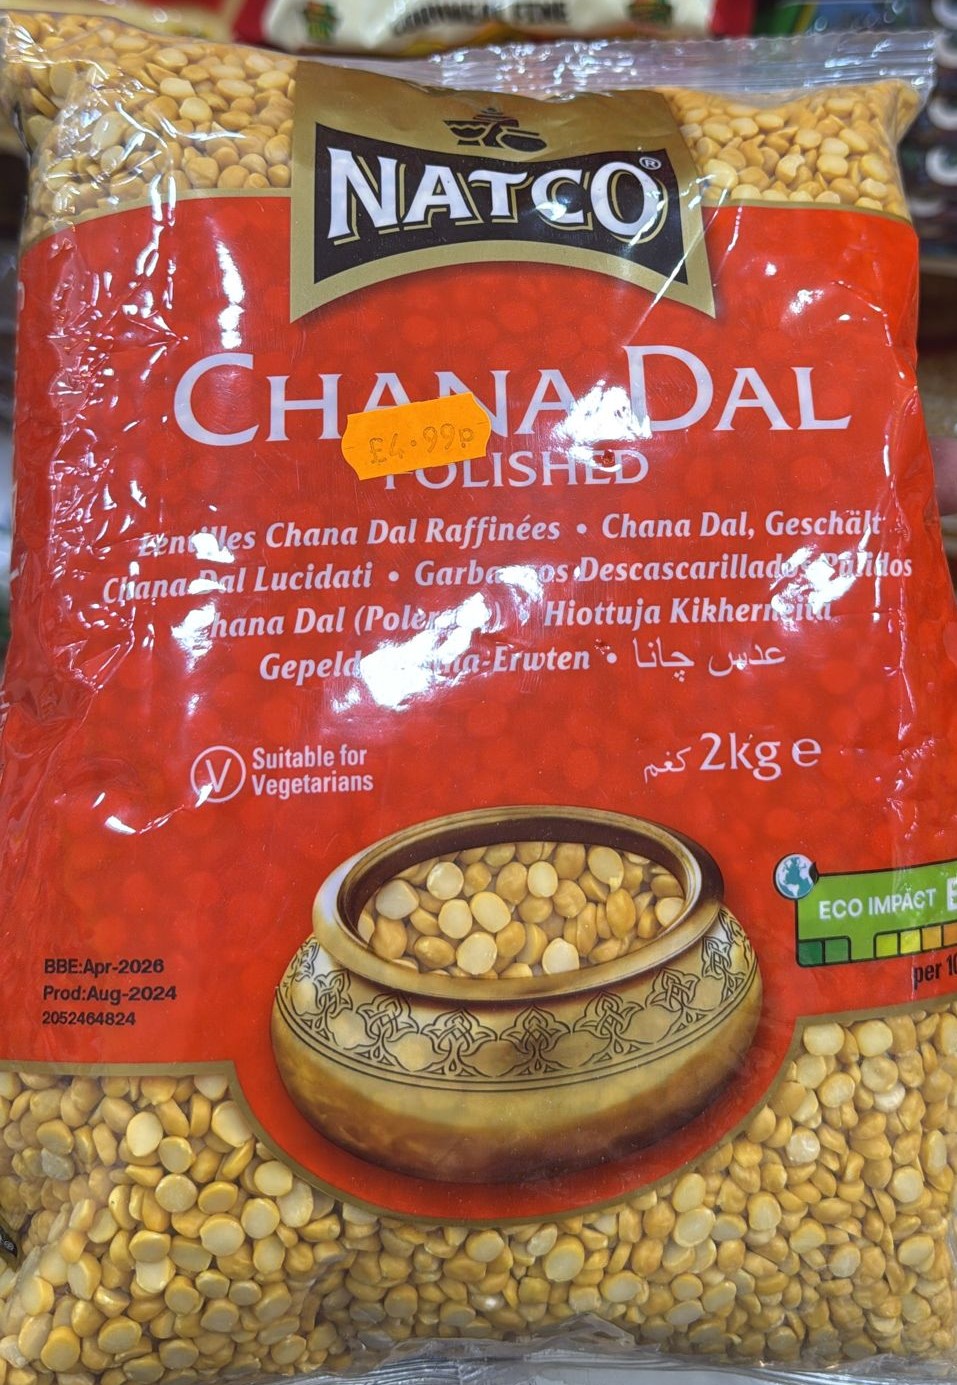 NATCO®
CHANA DAL
£4.99p
POLISHED
Lentilles Chana Dal Raffinées • Chana Dal, Geschält
Chana Dal Lucidati • Garbanzos Descascarillados Pulidos
Chana Dal • Hiottuja Kikherneitä
-Erwten • عدس چانا
V Suitable for
Vegetarians
2kg e كغم
ECO IMPACT
BBE:Apr-2026
Prod:Aug-2024
2052464824
per